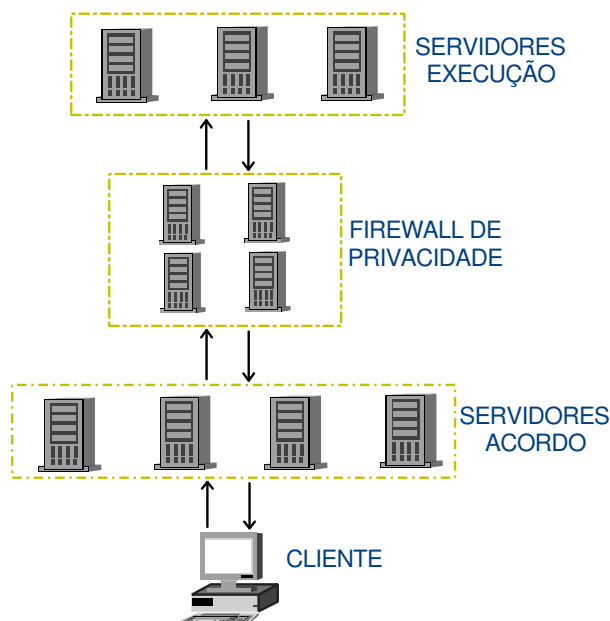 SERVIDORES
EXECUÇÃO
FIREWALL DE
PRIVACIDADE
SERVIDORES
ACORDO
CLIENTE